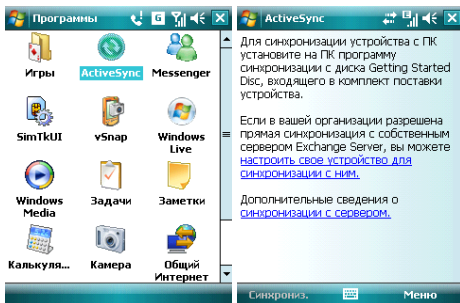 Программы
G
Игры
ActiveSync
Messenger
SimTkUI
vSnap
Windows
Live
Windows
Media
Задачи
Заметки
Калькуля...
Камера
Общий
Интернет
ActiveSync
Для синхронизации устройства с ПК
установите на ПК программу
синхронизации с диска Getting Started
Disc, входящего в комплект поставки
устройства.
Если в вашей организации разрешена
прямая синхронизация с собственным
сервером Exchange Server, вы можете
настроить свое устройство для
синхронизации с ним.
Дополнительные сведения о
синхронизации с сервером.
Синхрониз.
Меню